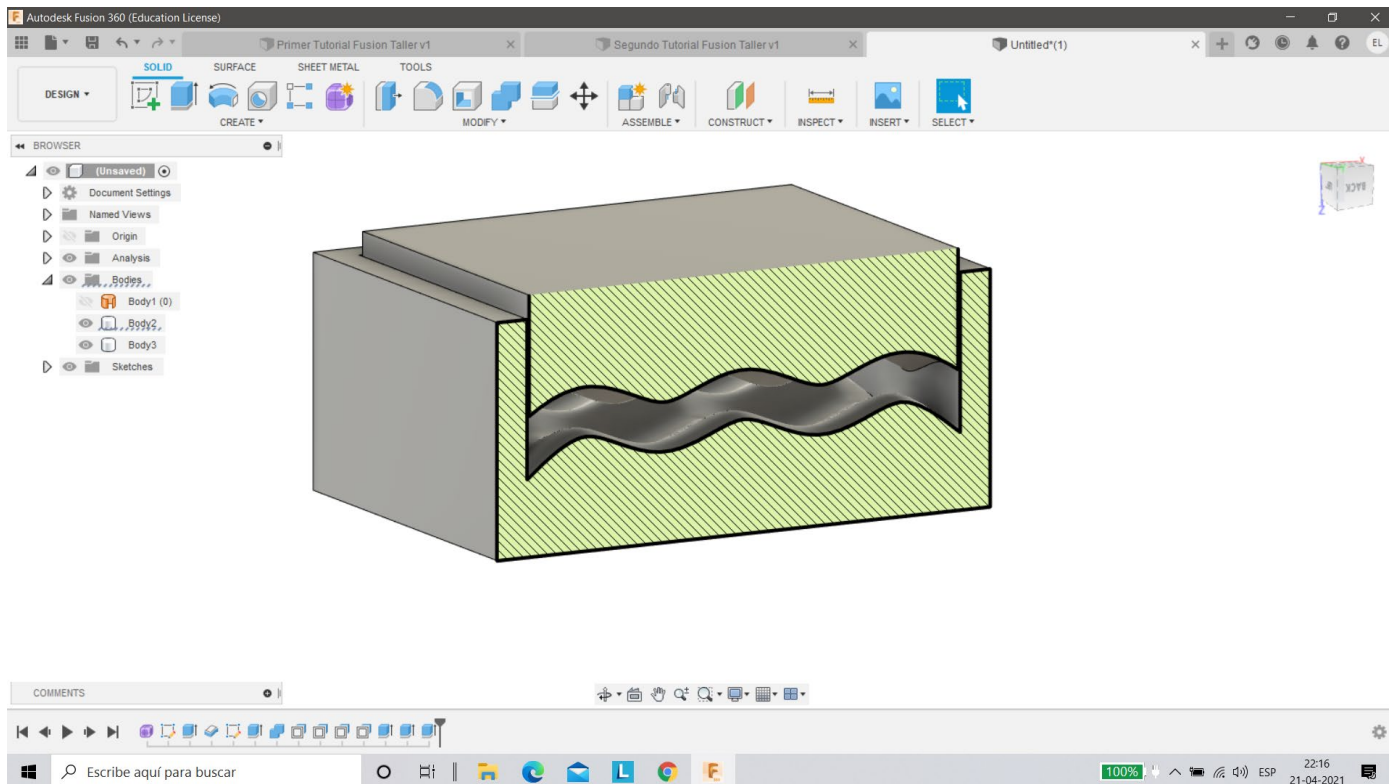 Autodesk Fusion 360 (Education License)
Primer Tutorial Fusion Taller v1
Segundo Tutorial Fusion Taller v1
Untitled*(1)
EL
DESIGN
SOLID SURFACE SHEET METAL TOOLS
CREATE MODIFY ASSEMBLE CONSTRUCT INSPECT INSERT SELECT
BROWSER
(Unsaved)
Document Settings
Named Views
Origin
Analysis
Bodies
Body1 (0)
Body2
Body3
Sketches
X
BACK
Z
COMMENTS
Escribe aquí para buscar
L
F
100%
ESP
22:16
21-04-2021